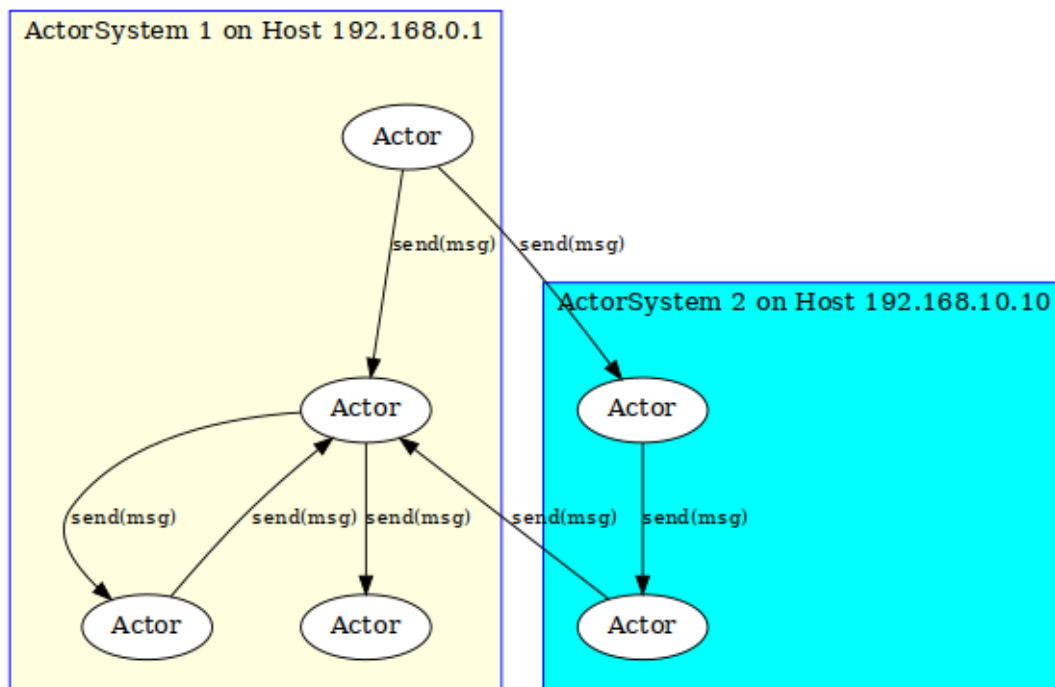 ActorSystem 1 on Host 192.168.0.1
Actor
send(msg)
send(msg)
ActorSystem 2 on Host 192.168.10.10
Actor
Actor
send(msg)
send(msg)
send(msg)
send(msg)
send(msg)
Actor
Actor
Actor